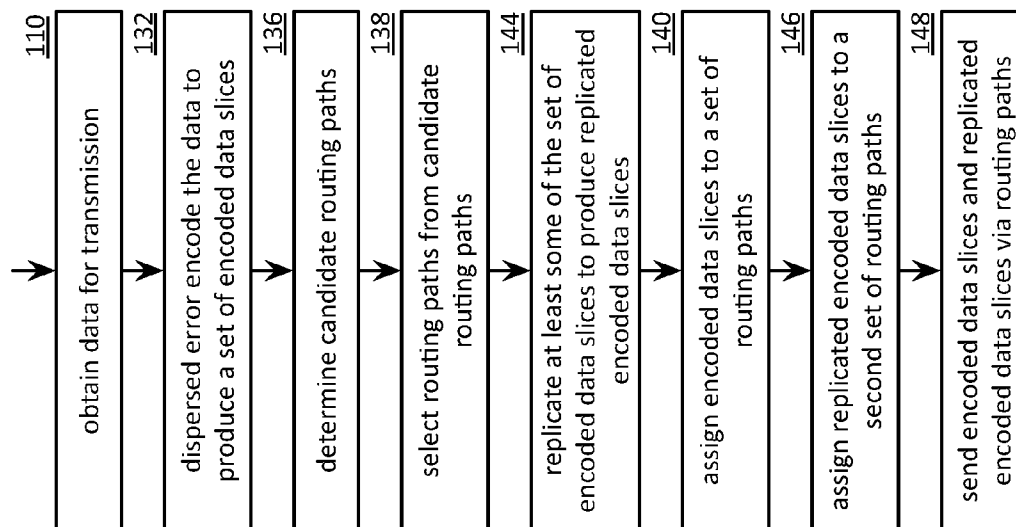 110
obtain data for transmission
132
dispersed error encode the data to
produce a set of encoded data slices
136
determine candidate routing paths
138
select routing paths from candidate
routing paths
144
replicate at least some of the set of
encoded data slices to produce replicated
encoded data slices
140
assign encoded data slices to a set of
routing paths
146
assign replicated encoded data slices to a
second set of routing paths
148
send encoded data slices and replicated
encoded data slices via routing paths